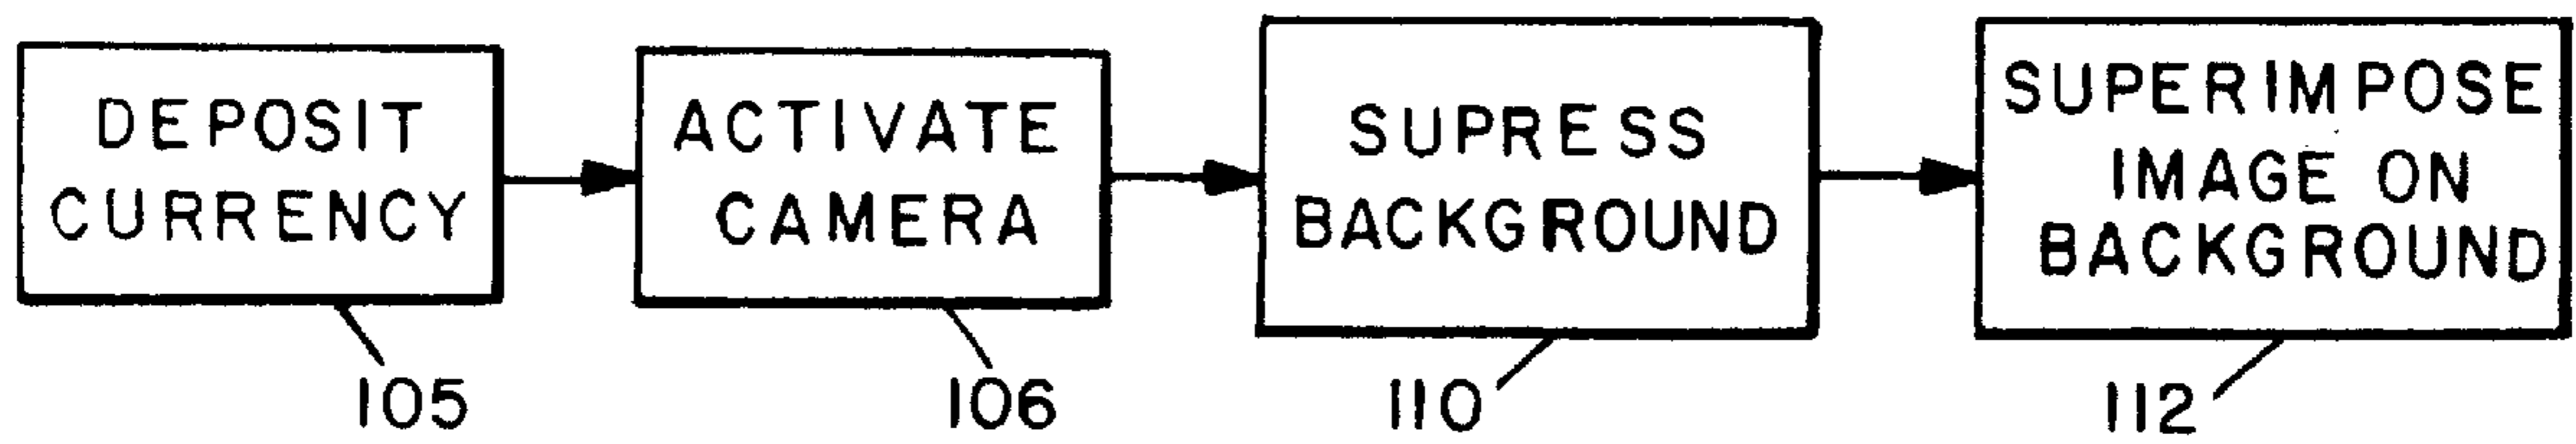 DEPOSIT
CURRENCY
ACTIVATE
CAMERA
SUPRESS
BACKGROUND
SUPERIMPOSE
IMAGE ON
BACKGROUND
105
106
110
112